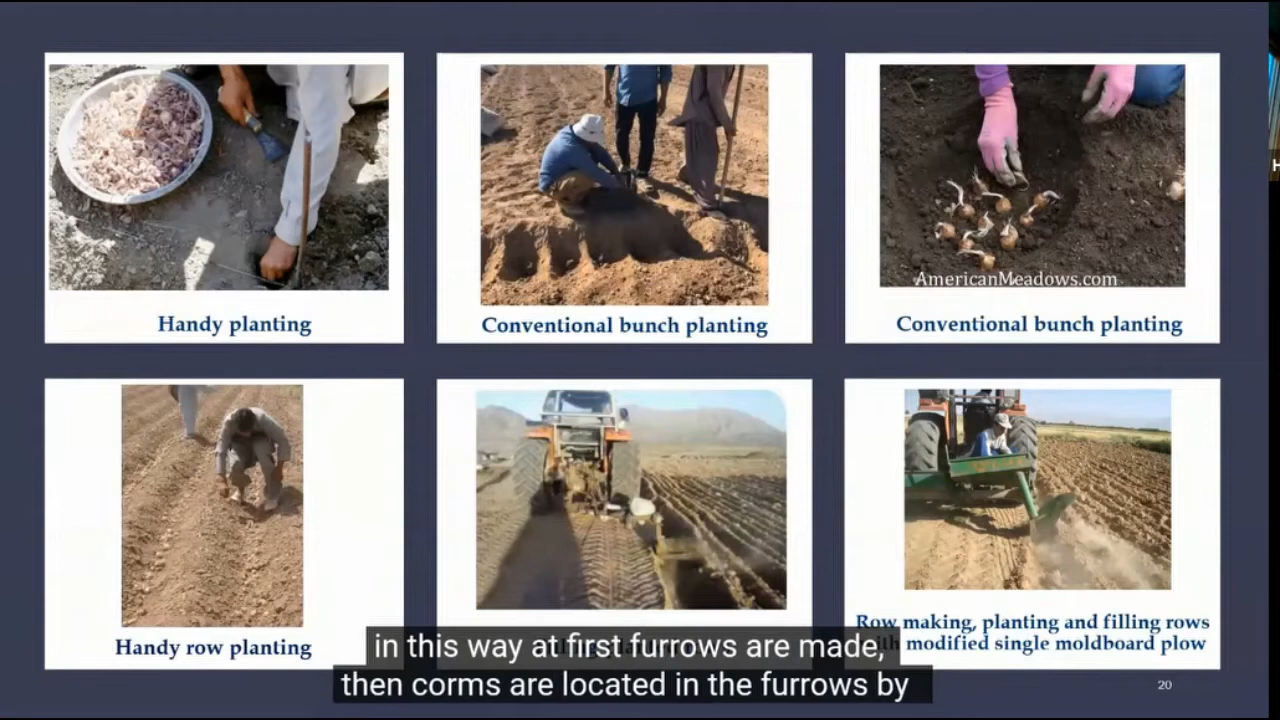 AmericanMeadows.com
Handy planting
Conventional bunch planting
Conventional bunch planting
Handy row planting
Row making, planting and filling rows
modified single moldboard plow
in this way at first furrows are made,
then corms are located in the furrows by
20
H